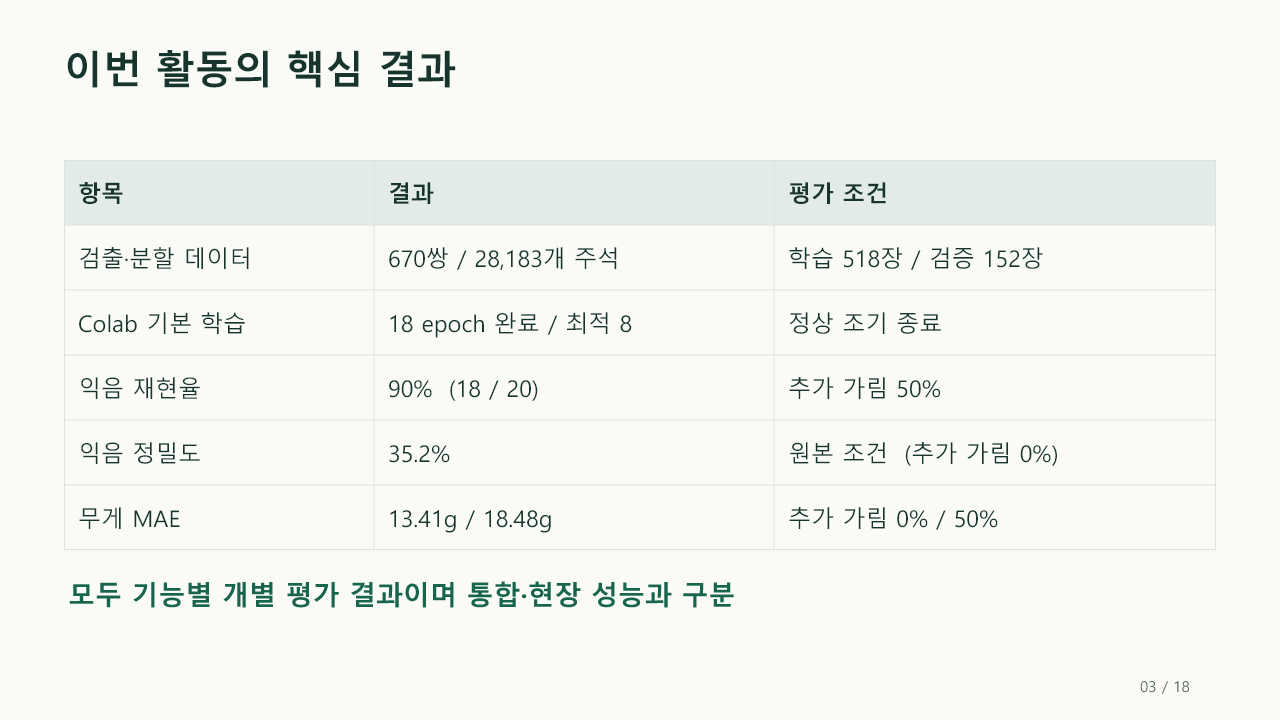 이번 활동의 핵심 결과
항목 결과 평가 조건
검출·분할 데이터 670쌍 / 28,183개 주석 학습 518장 / 검증 152장
Colab 기본 학습 18 epoch 완료 / 최적 8 정상 조기 종료
익음 재현율 90% (18 / 20) 추가 가림 50%
익음 정밀도 35.2% 원본 조건 (추가 가림 0%)
무게 MAE 13.41g / 18.48g 추가 가림 0% / 50%
모두 기능별 개별 평가 결과이며 통합·현장 성능과 구분
03 / 18